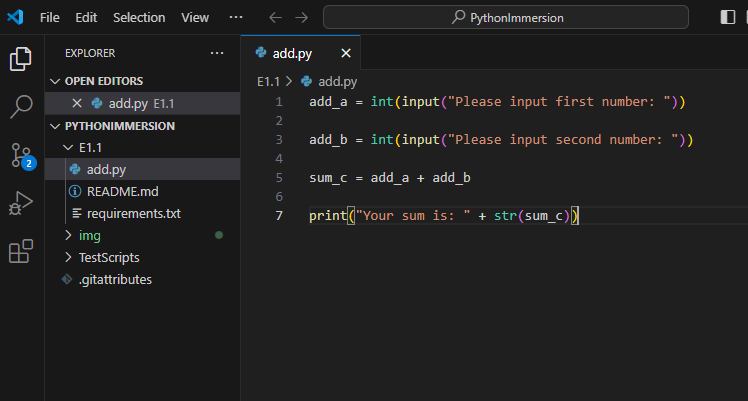 File Edit Selection View ··· ← → PythonImmersion
EXPLORER ···
OPEN EDITORS
add.py E1.1
PYTHONIMMERSION
E1.1
add.py
README.md
requirements.txt
img
TestScripts
.gitattributes
2
add.py
E1.1 > add.py
1 add_a = int(input("Please input first number: "))
2
3 add_b = int(input("Please input second number: "))
4
5 sum_c = add_a + add_b
6
7 print("Your sum is: " + str(sum_c))